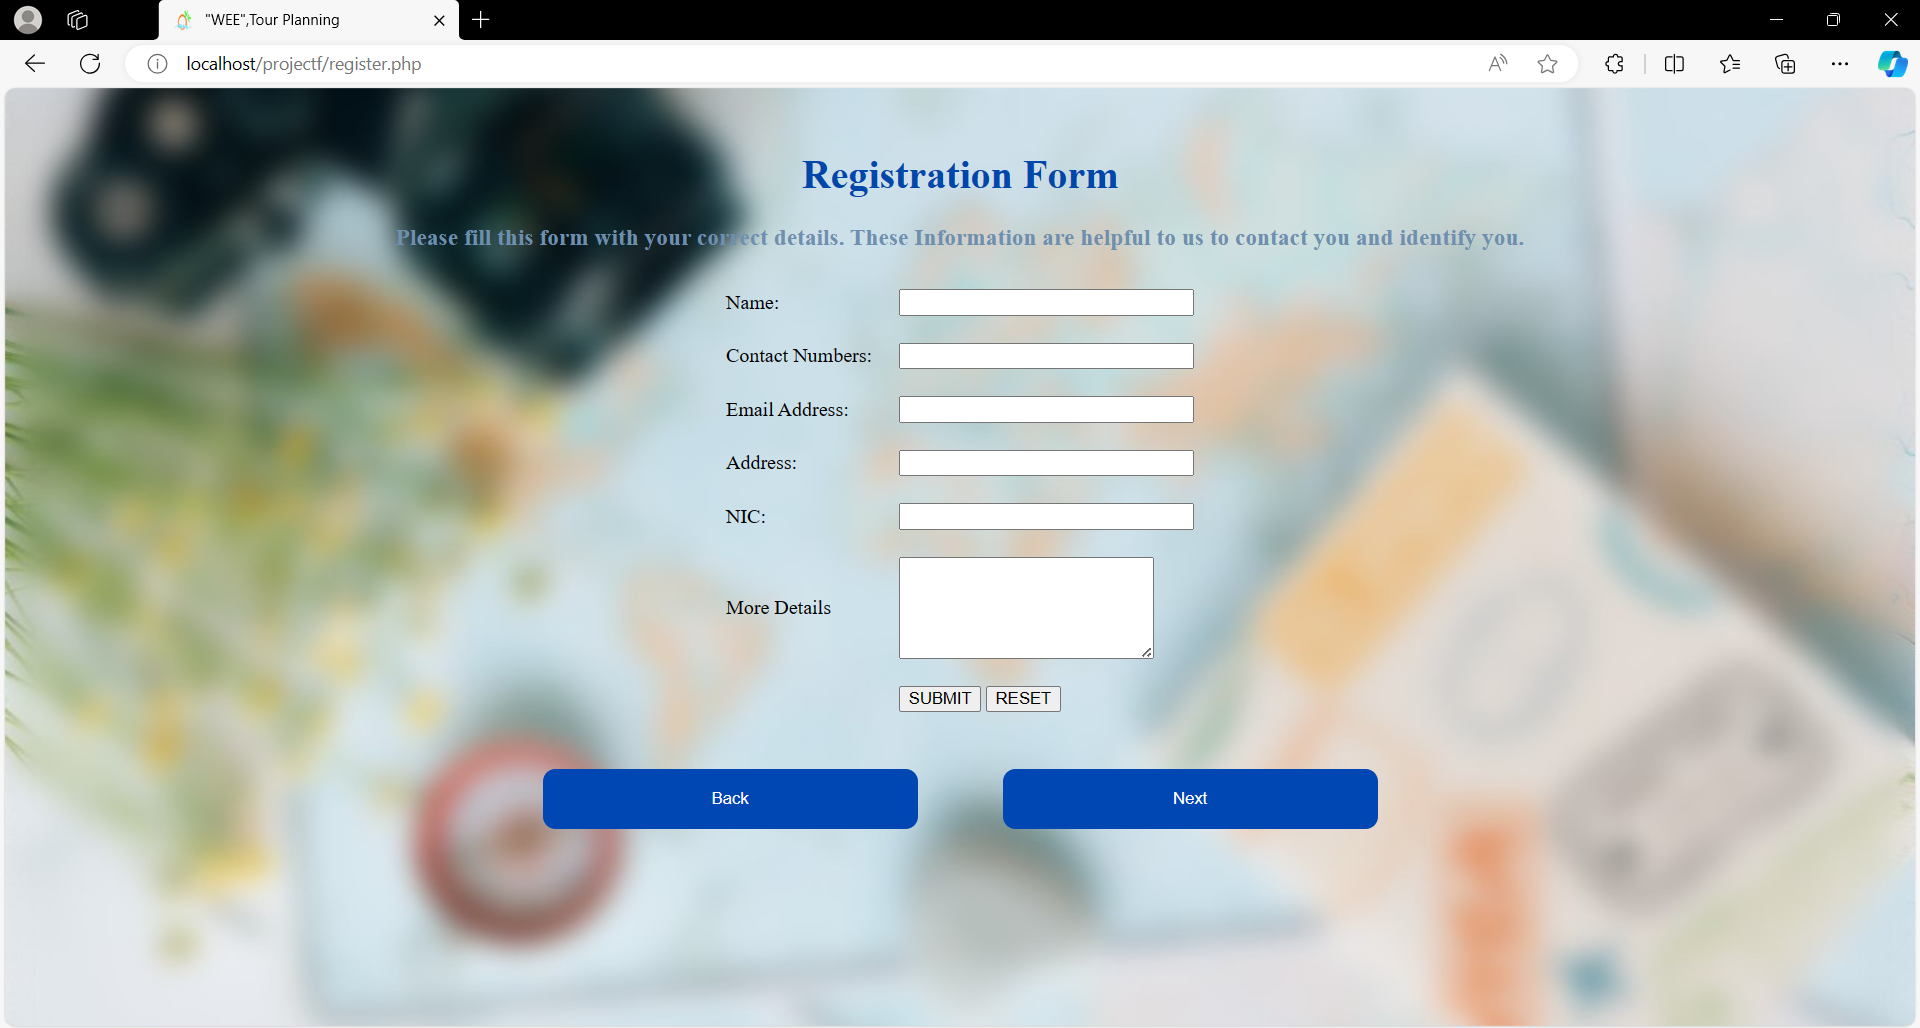 "WEE",Tour Planning
localhost/projectf/register.php
Registration Form
Please fill this form with your correct details. These Information are helpful to us to contact you and identify you.
Name:
Contact Numbers:
Email Address:
Address:
NIC:
More Details
SUBMIT RESET
Back Next